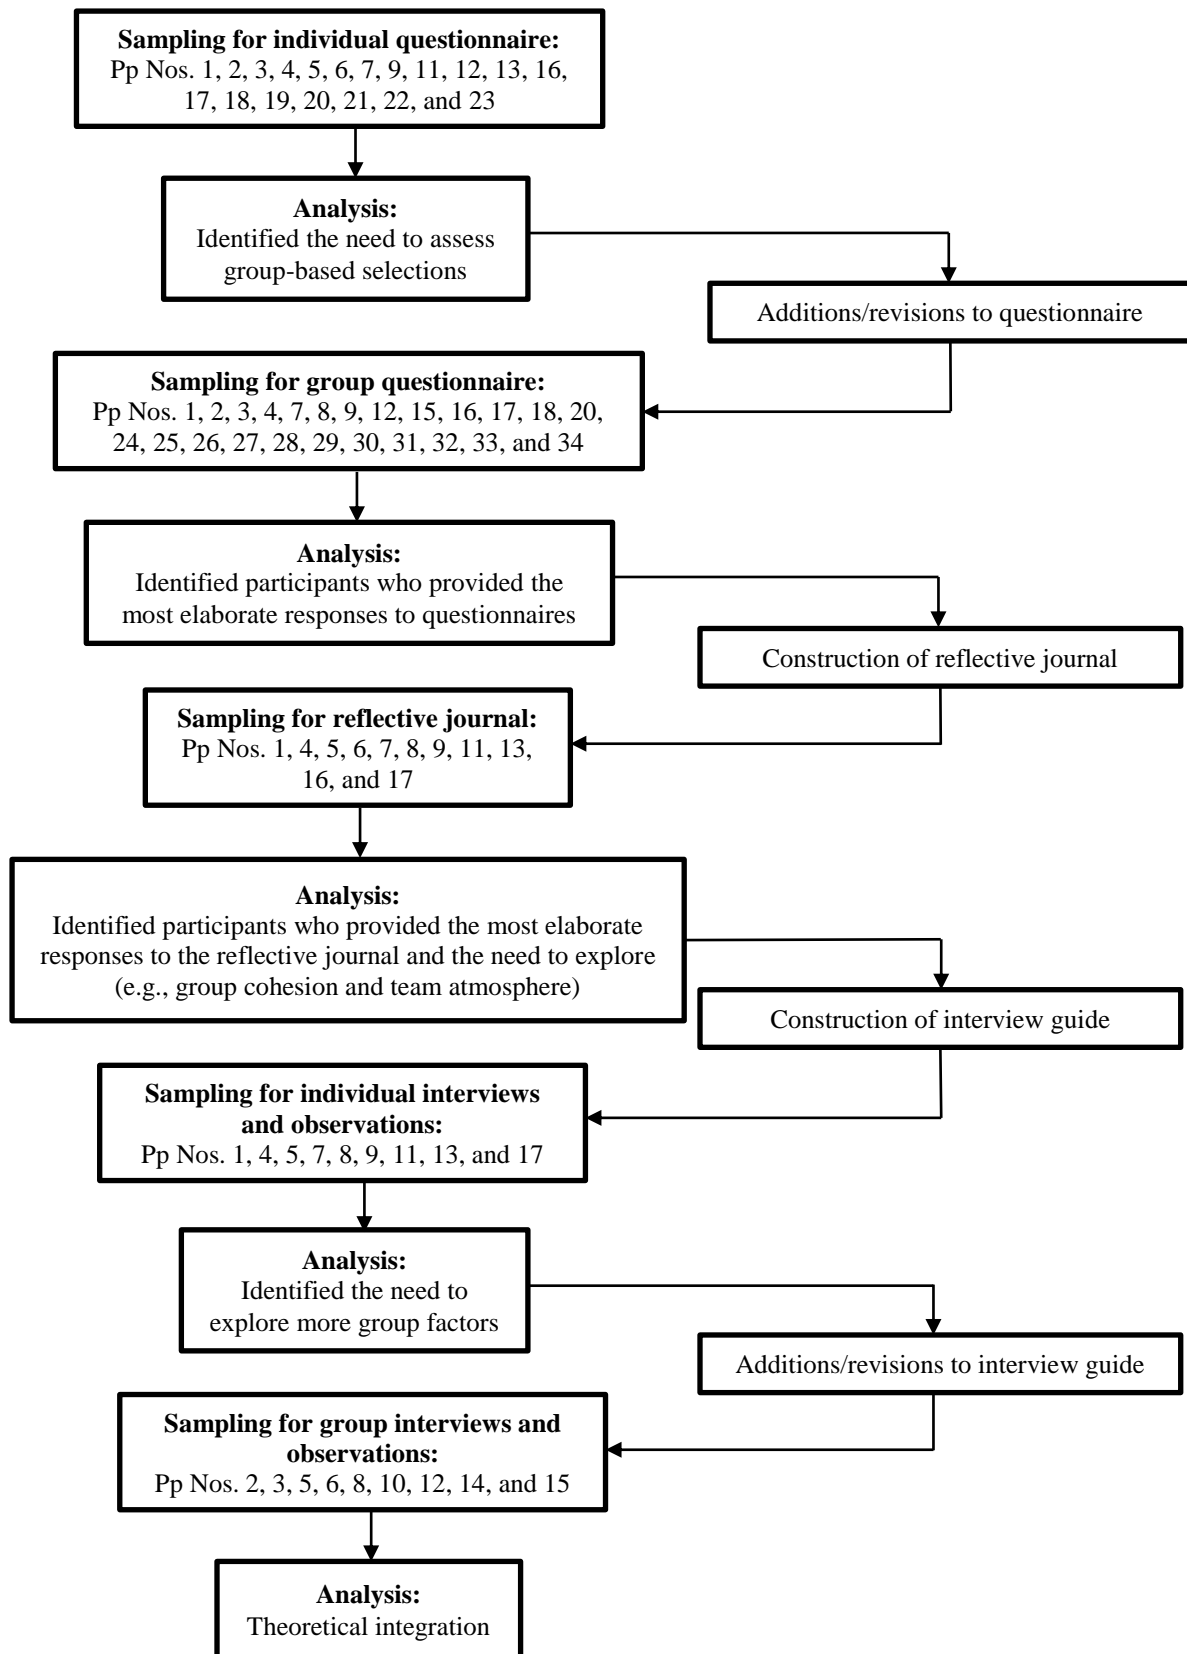 Sampling for individual questionnaire:
Pp Nos. 1, 2, 3, 4, 5, 6, 7, 9, 11, 12, 13, 16,
17, 18, 19, 20, 21, 22, and 23
Analysis:
Identified the need to assess
group-based selections
Additions/revisions to questionnaire
Sampling for group questionnaire:
Pp Nos. 1, 2, 3, 4, 7, 8, 9, 12, 15, 16, 17, 18, 20,
24, 25, 26, 27, 28, 29, 30, 31, 32, 33, and 34
Analysis:
Identified participants who provided the
most elaborate responses to questionnaires
Construction of reflective journal
Sampling for reflective journal:
Pp Nos. 1, 4, 5, 6, 7, 8, 9, 11, 13,
16, and 17
Analysis:
Identified participants who provided the most elaborate
responses to the reflective journal and the need to explore
(e.g., group cohesion and team atmosphere)
Construction of interview guide
Sampling for individual interviews
and observations:
Pp Nos. 1, 4, 5, 7, 8, 9, 11, 13, and 17
Analysis:
Identified the need to
explore more group factors
Additions/revisions to interview guide
Sampling for group interviews and
observations:
Pp Nos. 2, 3, 5, 6, 8, 10, 12, 14, and 15
Analysis:
Theoretical integration